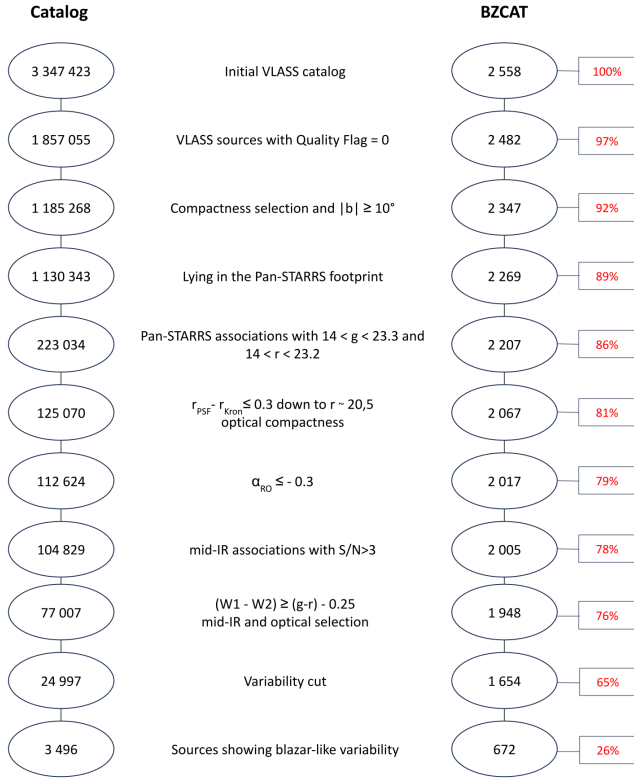 Catalog BZCAT
3 347 423 Initial VLASS catalog 2 558 100%
1 857 055 VLASS sources with Quality Flag = 0 2 482 97%
1 185 268 Compactness selection and |b| ≥ 10° 2 347 92%
1 130 343 Lying in the Pan-STARRS footprint 2 269 89%
223 034 Pan-STARRS associations with 14 < g < 23.3 and 2 207 86%
14 < r < 23.2
125 070 rPSF- rKron≤ 0.3 down to r ~ 20,5 2 067 81%
optical compactness
112 624 αRO ≤ - 0.3 2 017 79%
104 829 mid-IR associations with S/N>3 2 005 78%
77 007 (W1 - W2) ≥ (g-r) - 0.25 1 948 76%
mid-IR and optical selection
24 997 Variability cut 1 654 65%
3 496 Sources showing blazar-like variability 672 26%